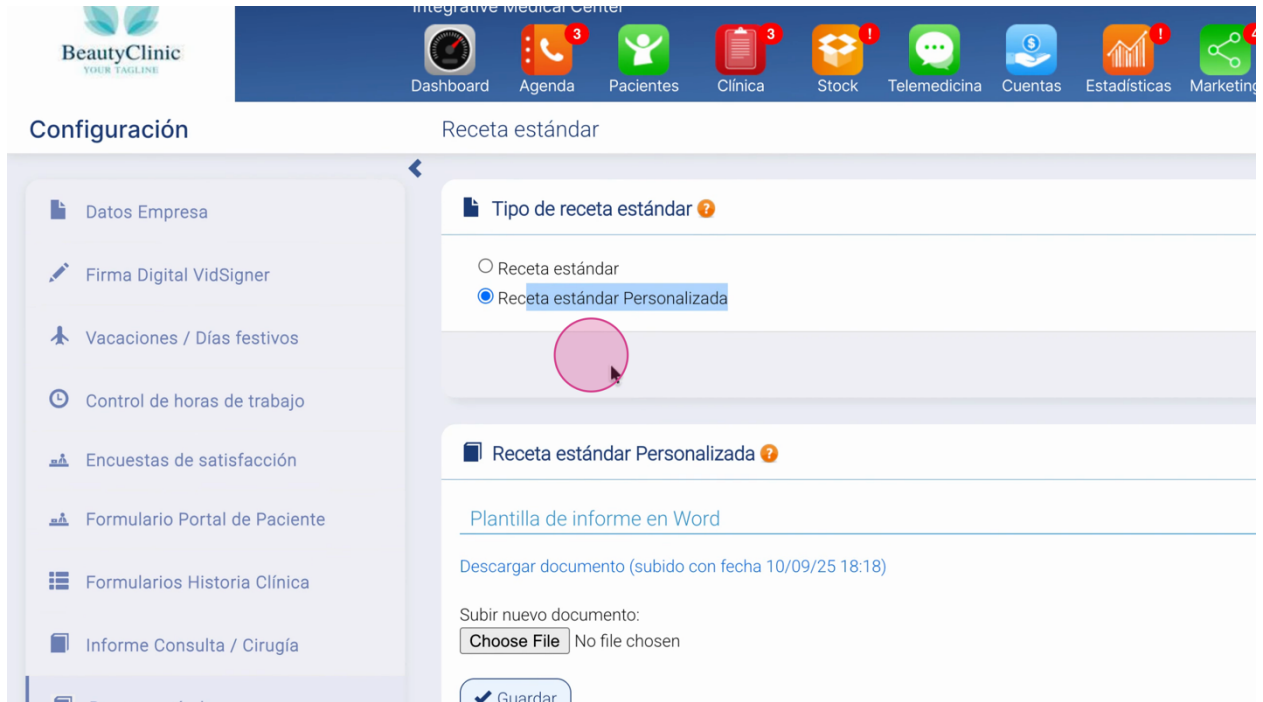 Integrative Medical Center
BeautyClinic
YOUR TAGLINE
3
3
!
!
4
Dashboard Agenda Pacientes Clínica Stock Telemedicina Cuentas Estadísticas Marketing
Configuración
Receta estándar
Datos Empresa
Firma Digital VidSigner
Vacaciones / Días festivos
Control de horas de trabajo
Encuestas de satisfacción
Formulario Portal de Paciente
Formularios Historia Clínica
Informe Consulta / Cirugía
Tipo de receta estándar ?
Receta estándar
Receta estándar Personalizada
Receta estándar Personalizada ?
Plantilla de informe en Word
Descargar documento (subido con fecha 10/09/25 18:18)
Subir nuevo documento:
Choose File No file chosen
Guardar